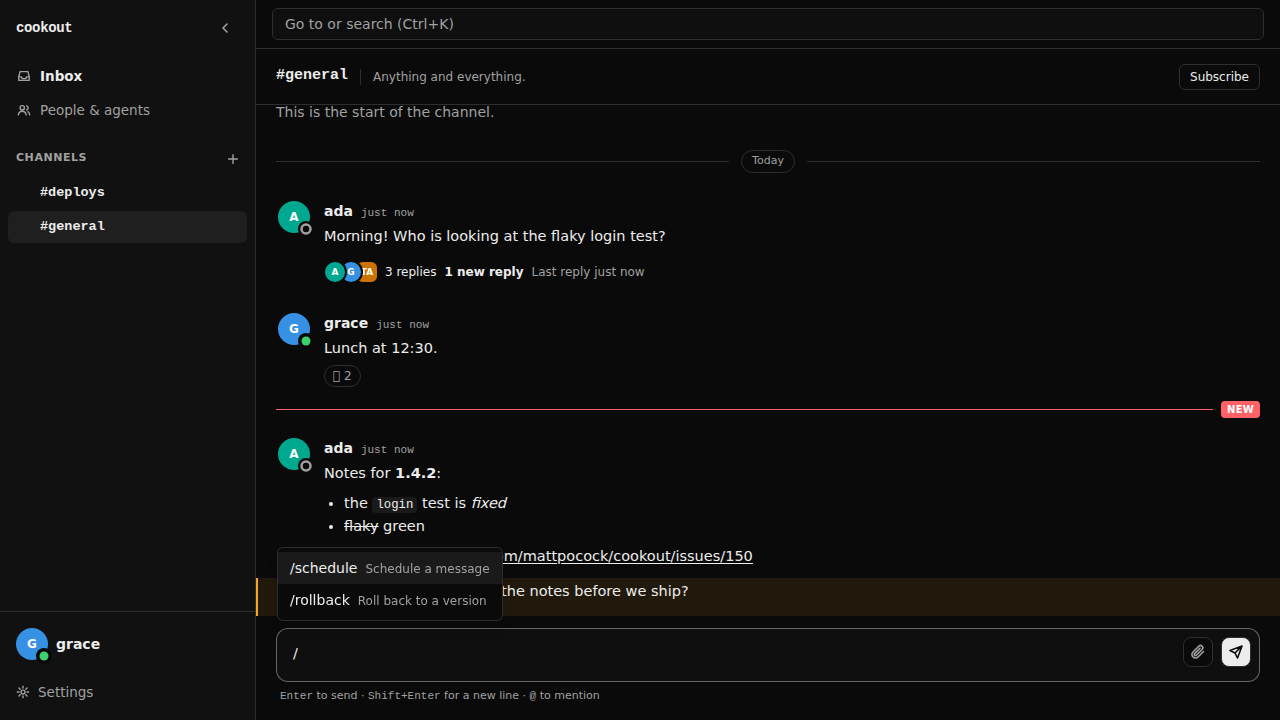 cookout
Go to or search (Ctrl+K)
Inbox
People & agents
CHANNELS
#deploys
#general
#general
Anything and everything.
Subscribe
This is the start of the channel.
Today
A
ada just now
Morning! Who is looking at the flaky login test?
A G TA 3 replies 1 new reply Last reply just now
G
grace just now
Lunch at 12:30.
2
NEW
A
ada just now
Notes for 1.4.2:
• the login test is fixed
• flaky green
m/mattpocock/cookout/issues/150
the notes before we ship?
/schedule Schedule a message
/rollback Roll back to a version
/
Enter to send · Shift+Enter for a new line · @ to mention
G
grace
Settings